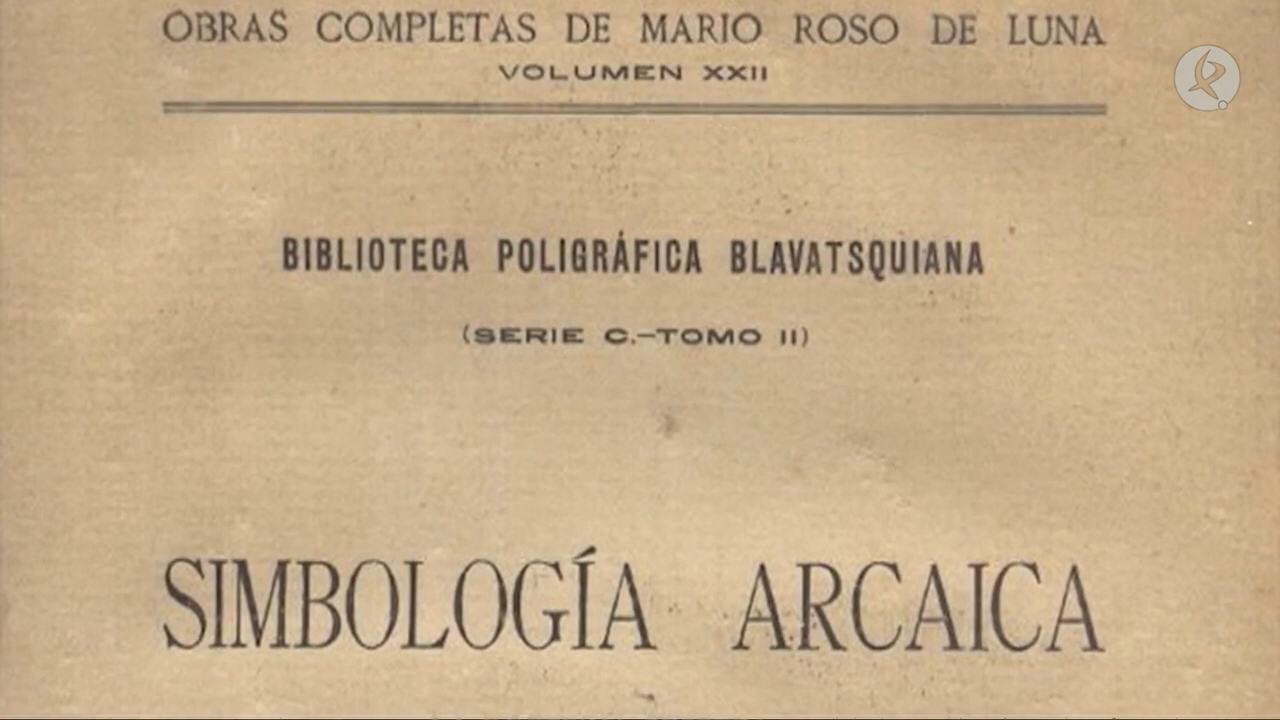 OBRAS COMPLETAS DE MARIO ROSO DE LUNA
VOLUMEN XXII
BIBLIOTECA POLIGRÁFICA BLAVATSQUIANA
(SERIE C.—TOMO II)
SIMBOLOGÍA ARCAICA